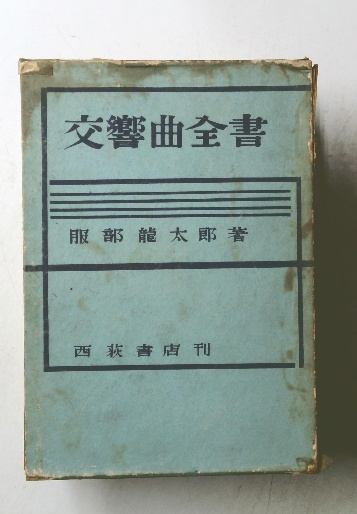 交響曲全書
服部龍太郎著
西荻書店刊